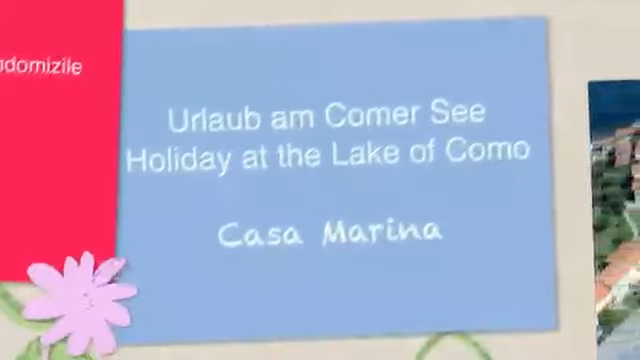 Urlaub am Comer See
Holiday at the Lake of Como
Casa Marina